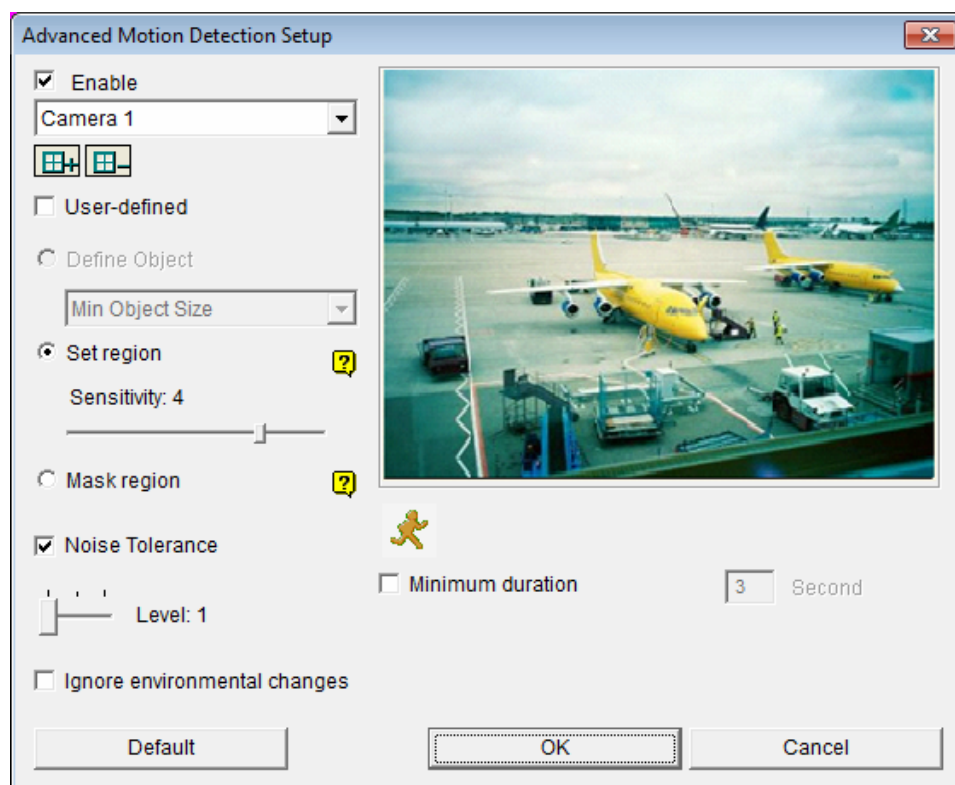 Advanced Motion Detection Setup
Enable
Camera 1
User-defined
Define Object
Min Object Size
Set region
?
Sensitivity: 4
Mask region
?
Noise Tolerance
Level: 1
Minimum duration
3
Second
Ignore environmental changes
Default
OK
Cancel